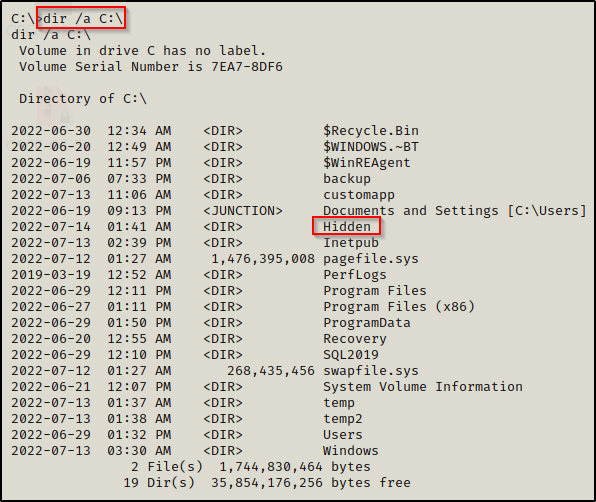 C:\>dir /a C:\
dir /a C:\
 Volume in drive C has no label.
 Volume Serial Number is 7EA7-8DF6

 Directory of C:\

2022-06-30  12:34 AM    <DIR>          $Recycle.Bin
2022-06-20  12:49 AM    <DIR>          $WINDOWS.~BT
2022-06-19  11:57 PM    <DIR>          $WinREAgent
2022-07-06  07:33 PM    <DIR>          backup
2022-07-13  11:06 AM    <DIR>          customapp
2022-06-19  09:13 PM    <JUNCTION>     Documents and Settings [C:\Users]
2022-07-14  01:41 AM    <DIR>          Hidden
2022-07-13  02:39 PM    <DIR>          Inetpub
2022-07-12  01:27 AM     1,476,395,008 pagefile.sys
2019-03-19  12:52 AM    <DIR>          PerfLogs
2022-06-29  12:11 PM    <DIR>          Program Files
2022-06-27  01:11 PM    <DIR>          Program Files (x86)
2022-06-29  01:50 PM    <DIR>          ProgramData
2022-06-20  12:55 AM    <DIR>          Recovery
2022-06-29  12:10 PM    <DIR>          SQL2019
2022-07-12  01:27 AM       268,435,456 swapfile.sys
2022-06-21  12:07 PM    <DIR>          System Volume Information
2022-07-13  01:37 AM    <DIR>          temp
2022-07-13  01:38 AM    <DIR>          temp2
2022-06-29  01:32 PM    <DIR>          Users
2022-07-13  03:30 AM    <DIR>          Windows
               2 File(s)  1,744,830,464 bytes
              19 Dir(s)  35,854,176,256 bytes free